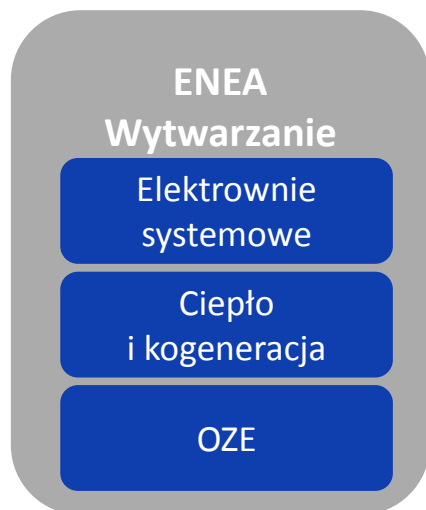 ENEA
Wytwarzanie
Elektrownie
systemowe
Ciepło
i kogeneracja
OZE